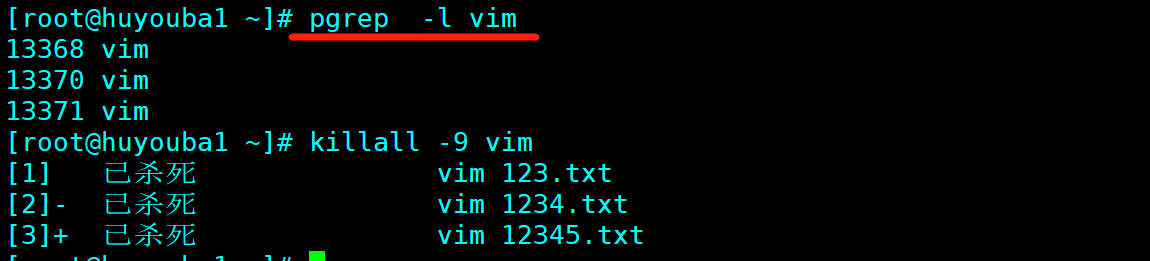 [root@huyouba1 ~]# pgrep  -l vim
13368 vim
13370 vim
13371 vim
[root@huyouba1 ~]# killall -9 vim
[1]   已杀死               vim 123.txt
[2]-  已杀死               vim 1234.txt
[3]+  已杀死               vim 12345.txt
[root@huyouba1 ~]#